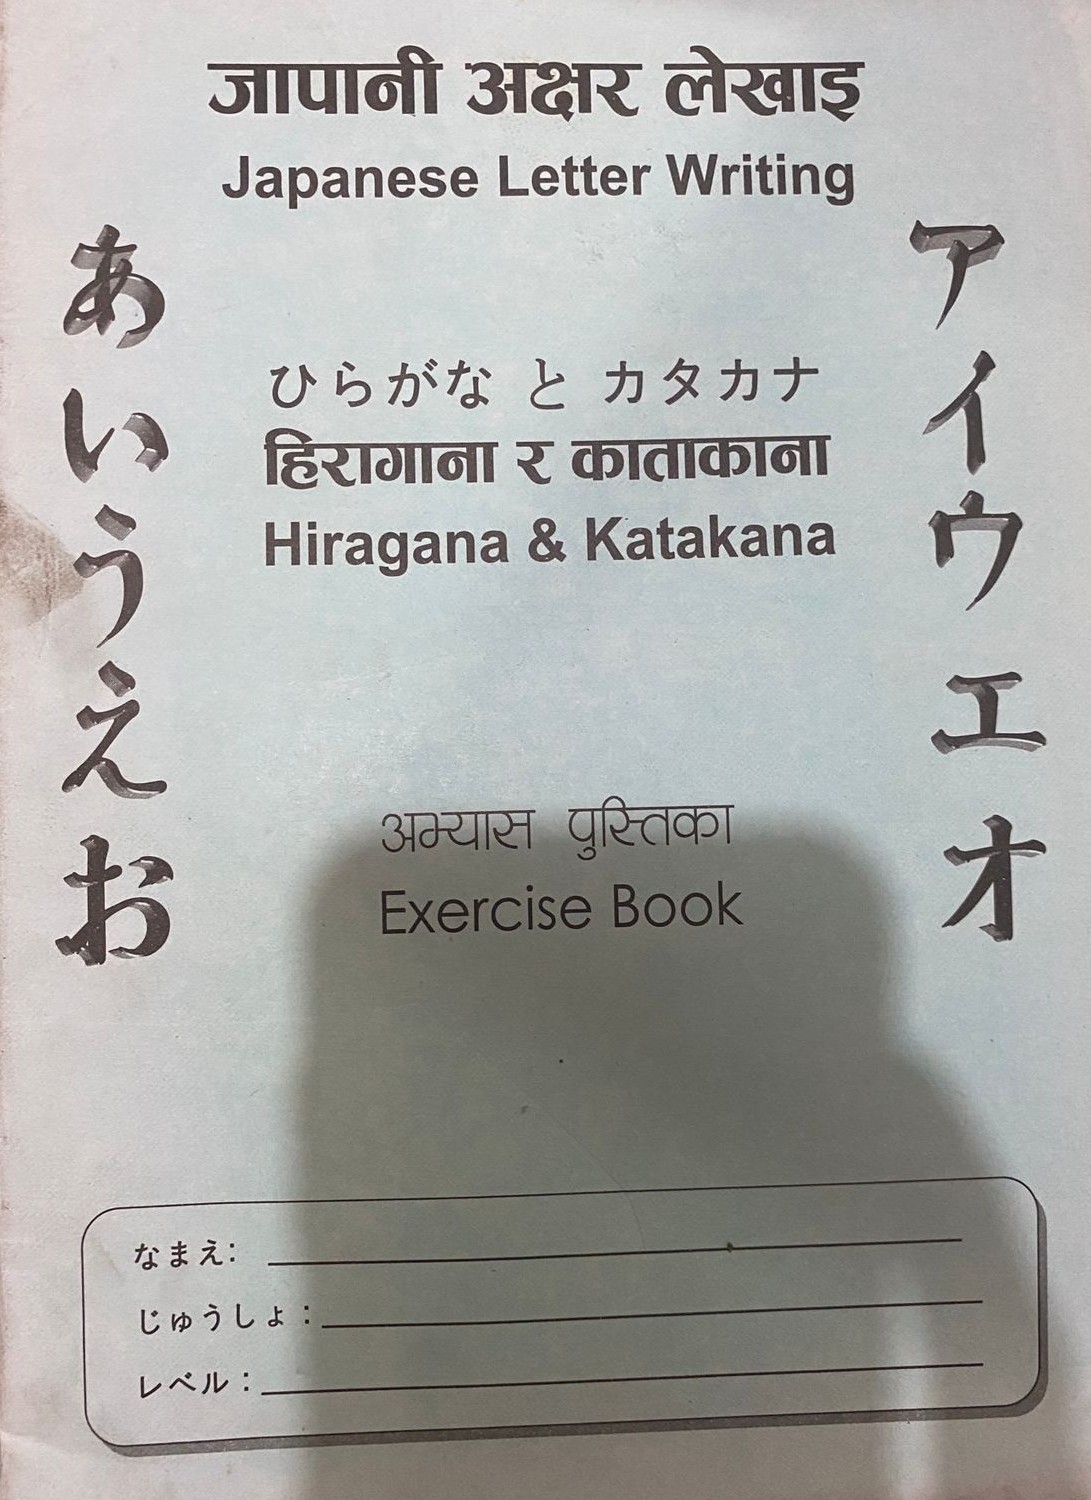 जापानी अक्षर लेखाइ
Japanese Letter Writing
あ
い
う
え
お
ひらがな と カタカナ
हिरागाना र काताकाना
Hiragana & Katakana
ア
イ
ウ
エ
オ
अभ्यास पुस्तिका
Exercise Book
なまえ:
じゅうしょ:
レベル: